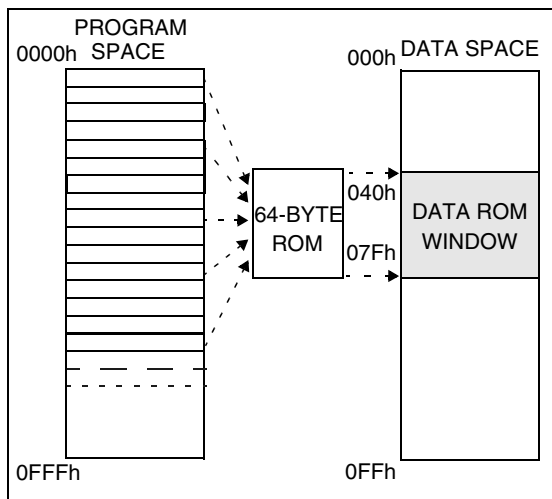 PROGRAM
SPACE
0000h
0FFFh
64-BYTE
ROM
DATA SPACE
000h
040h
07Fh
DATA ROM
WINDOW
0FFh